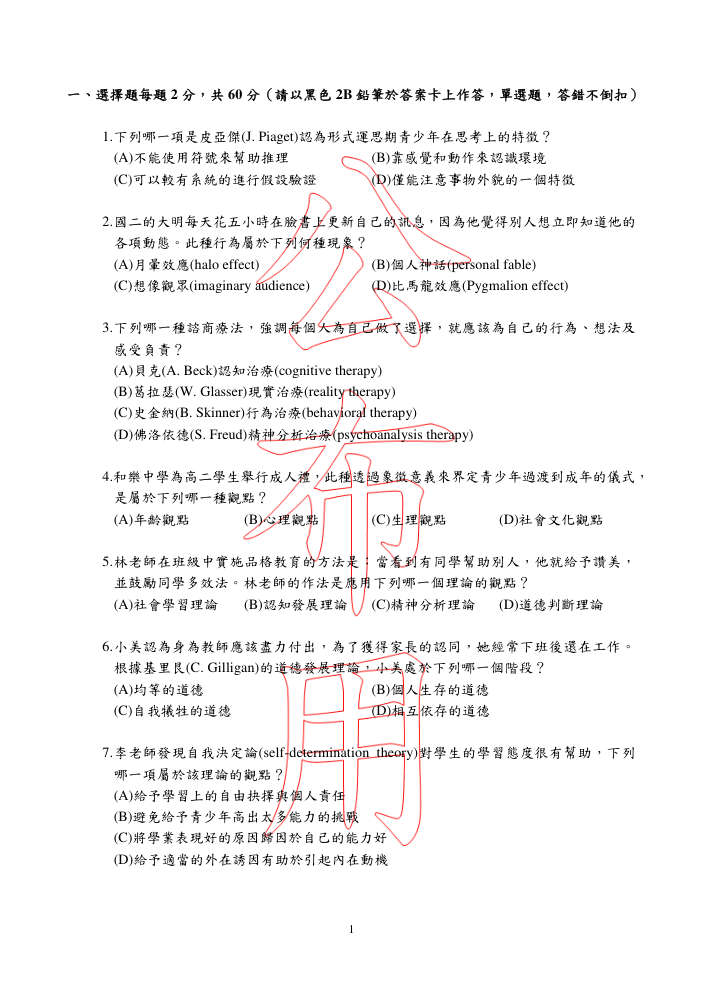 一、選擇題每題 2 分，共 60 分（請以黑色 2B 鉛筆於答案卡上作答，單選題，答錯不倒扣）
1.下列哪一項是皮亞傑(J. Piaget)認為形式運思期青少年在思考上的特徵？
(A)不能使用符號來幫助推理 (B)靠感覺和動作來認識環境
(C)可以較有系統的進行假設驗證 (D)僅能注意事物外貌的一個特徵
2.國二的大明每天花五小時在臉書上更新自己的訊息，因為他覺得別人想立即知道他的
各項動態。此種行為屬於下列何種現象？
(A)月暈效應(halo effect) (B)個人神話(personal fable)
(C)想像觀眾(imaginary audience) (D)比馬龍效應(Pygmalion effect)
3.下列哪一種諮商療法，強調每個人為自己做了選擇，就應該為自己的行為、想法及
感受負責？
(A)貝克(A. Beck)認知治療(cognitive therapy)
(B)葛拉瑟(W. Glasser)現實治療(reality therapy)
(C)史金納(B. Skinner)行為治療(behavioral therapy)
(D)佛洛依德(S. Freud)精神分析治療(psychoanalysis therapy)
4.和樂中學為高二學生舉行成人禮，此種透過象徵意義來界定青少年過渡到成年的儀式，
是屬於下列哪一種觀點？
(A)年齡觀點 (B)心理觀點 (C)生理觀點 (D)社會文化觀點
5.林老師在班級中實施品格教育的方法是：當看到有同學幫助別人，他就給予讚美，
並鼓勵同學多效法。林老師的作法是應用下列哪一個理論的觀點？
(A)社會學習理論 (B)認知發展理論 (C)精神分析理論 (D)道德判斷理論
6.小美認為身為教師應該盡力付出，為了獲得家長的認同，她經常下班後還在工作。
根據基里艮(C. Gilligan)的道德發展理論，小美處於下列哪一個階段？
(A)均等的道德 (B)個人生存的道德
(C)自我犧牲的道德 (D)相互依存的道德
7.李老師發現自我決定論(self-determination theory)對學生的學習態度很有幫助，下列
哪一項屬於該理論的觀點？
(A)給予學習上的自由抉擇與個人責任
(B)避免給予青少年高出太多能力的挑戰
(C)將學業表現好的原因歸因於自己的能力好
(D)給予適當的外在誘因有助於引起內在動機
公布用
1